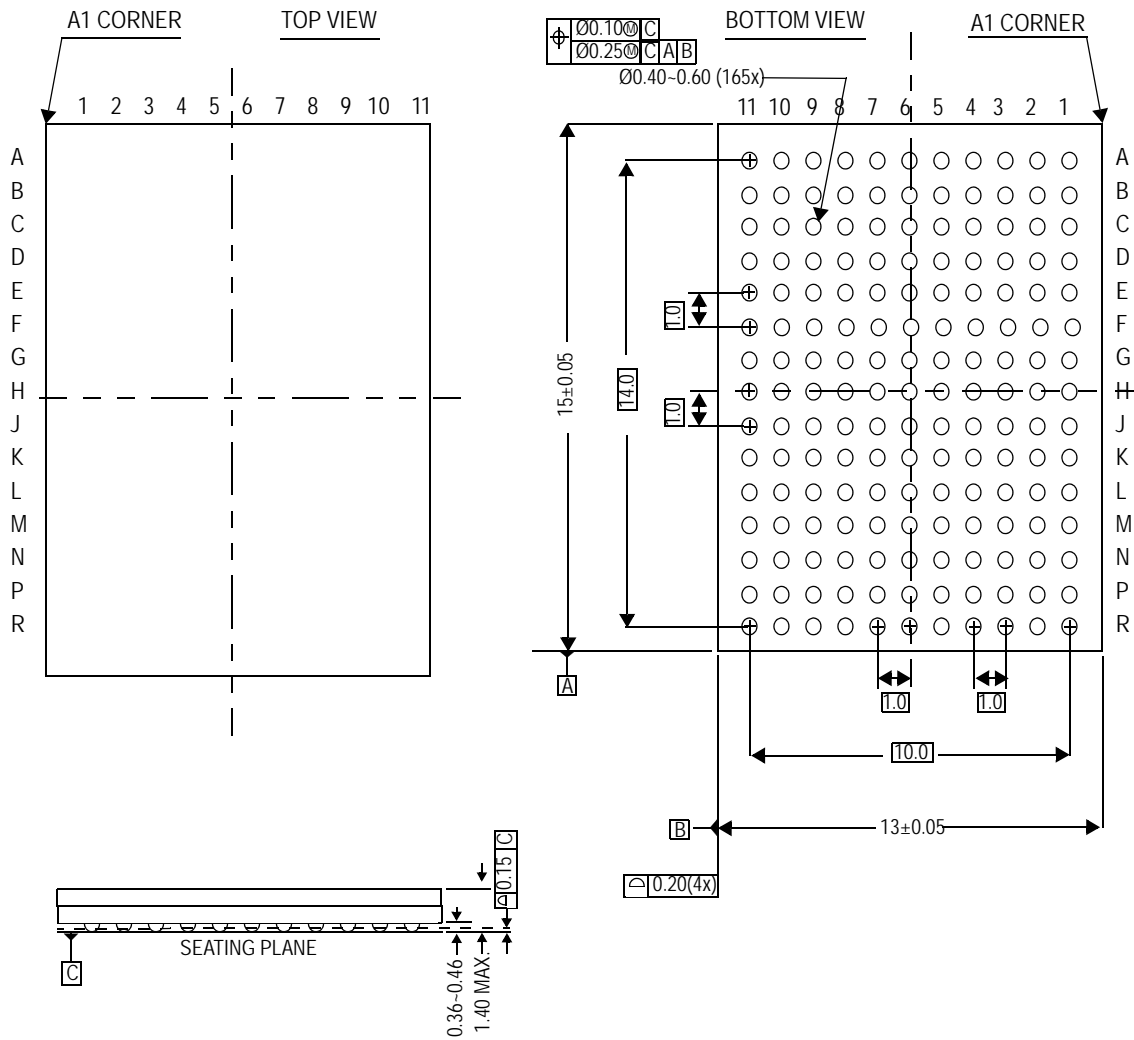 A1 CORNER
TOP VIEW
1 2 3 4 5 6 7 8 9 10 11
A
B
C
D
E
F
G
H
J
K
L
M
N
P
R
BOTTOM VIEW
A1 CORNER
⌖ Ø0.10Ⓜ C
Ø0.25Ⓜ C A B
Ø0.40~0.60 (165x)
11 10 9 8 7 6 5 4 3 2 1
A
B
C
D
E
F
G
H
J
K
L
M
N
P
R
15±0.05
14.0
1.0
1.0
A
1.0
1.0
10.0
B
13±0.05
⌓ 0.20(4x)
⌓ 0.15 C
SEATING PLANE
C
0.36~0.46
1.40 MAX.